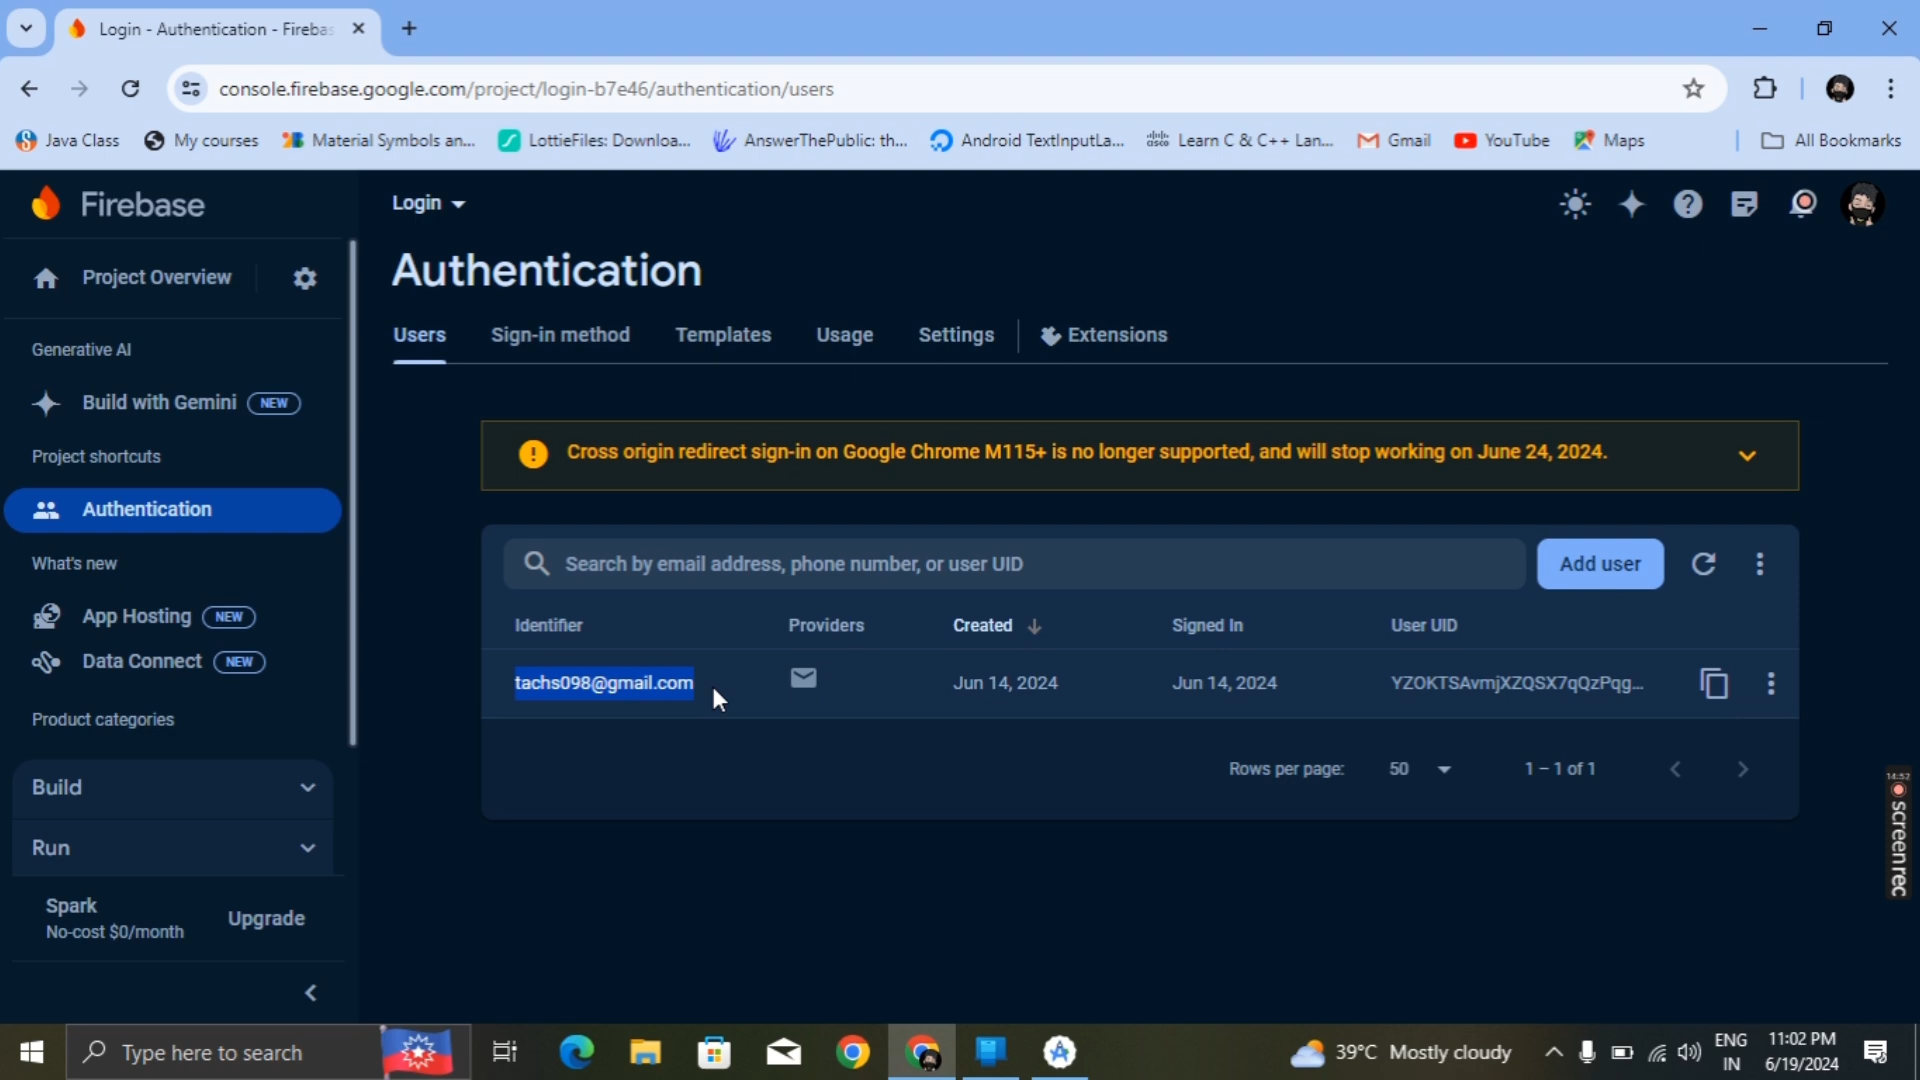 Login - Authentication - Fireba
console.firebase.google.com/project/login-b7e46/authentication/users
Java Class
My courses
Material Symbols an...
LottieFiles: Downloa...
AnswerThePublic: th...
Android TextInputLa...
Learn C & C++ Lan...
Gmail
YouTube
Maps
All Bookmarks
Firebase
Login
Project Overview
Authentication
Users
Sign-in method
Templates
Usage
Settings
Extensions
Generative AI
Build with Gemini NEW
Project shortcuts
Authentication
What's new
App Hosting NEW
Data Connect NEW
Product categories
Build
Run
Spark
No-cost $0/month
Upgrade
Cross origin redirect sign-in on Google Chrome M115+ is no longer supported, and will stop working on June 24, 2024.
Search by email address, phone number, or user UID
Add user
Identifier
Providers
Created
Signed In
User UID
tachs098@gmail.com
Jun 14, 2024
Jun 14, 2024
YZOKTSAvmjXZQSX7qQzPqg...
Rows per page:
50
1 – 1 of 1
14:52
screenrec
Type here to search
39°C Mostly cloudy
ENG
IN
11:02 PM
6/19/2024